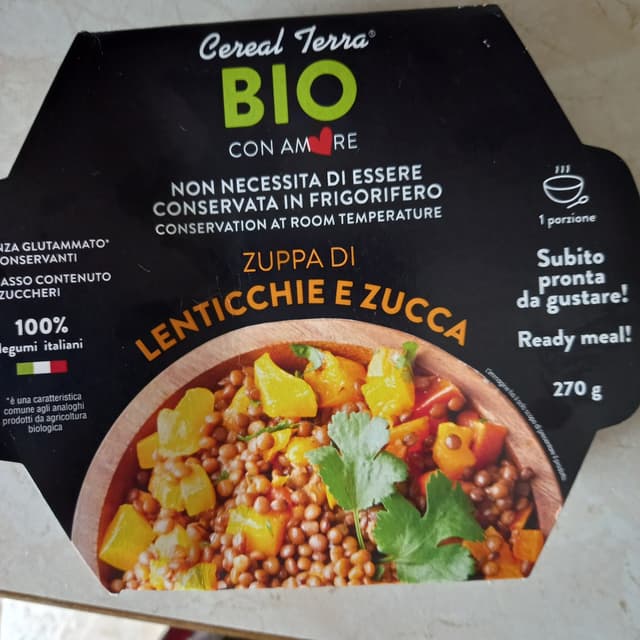 Cereal Terra®
BIO
CON AMRE
NON NECESSITA DI ESSERE
CONSERVATA IN FRIGORIFERO
CONSERVATION AT ROOM TEMPERATURE
ZUPPA DI
LENTICCHIE E ZUCCA
NZA GLUTAMMATO*
ONSERVANTI
ASSO CONTENUTO
ZUCCHERI
100%
legumi italiani
*è una caratteristica
comune agli analoghi
prodotti da agricoltura
biologica
1 porzione
Subito
pronta
da gustare!
Ready meal!
270 g